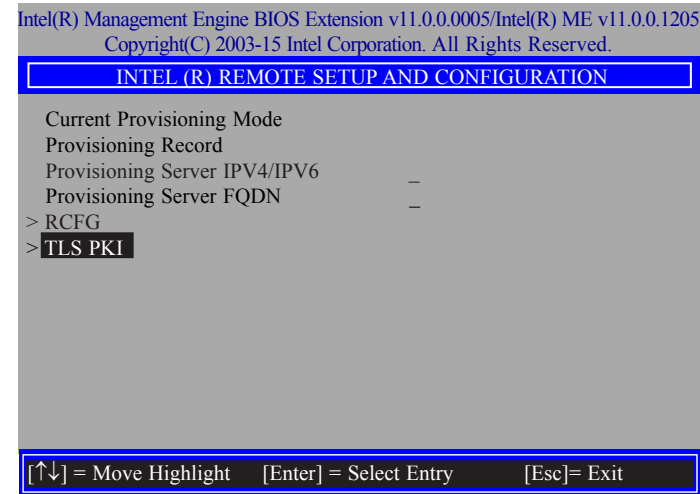 Intel(R) Management Engine BIOS Extension v11.0.0.0005/Intel(R) ME v11.0.0.1205
Copyright(C) 2003-15 Intel Corporation. All Rights Reserved.
INTEL (R) REMOTE SETUP AND CONFIGURATION
Current Provisioning Mode
Provisioning Record
Provisioning Server IPV4/IPV6 _
Provisioning Server FQDN _
> RCFG
> TLS PKI
[↑↓] = Move Highlight [Enter] = Select Entry [Esc]= Exit